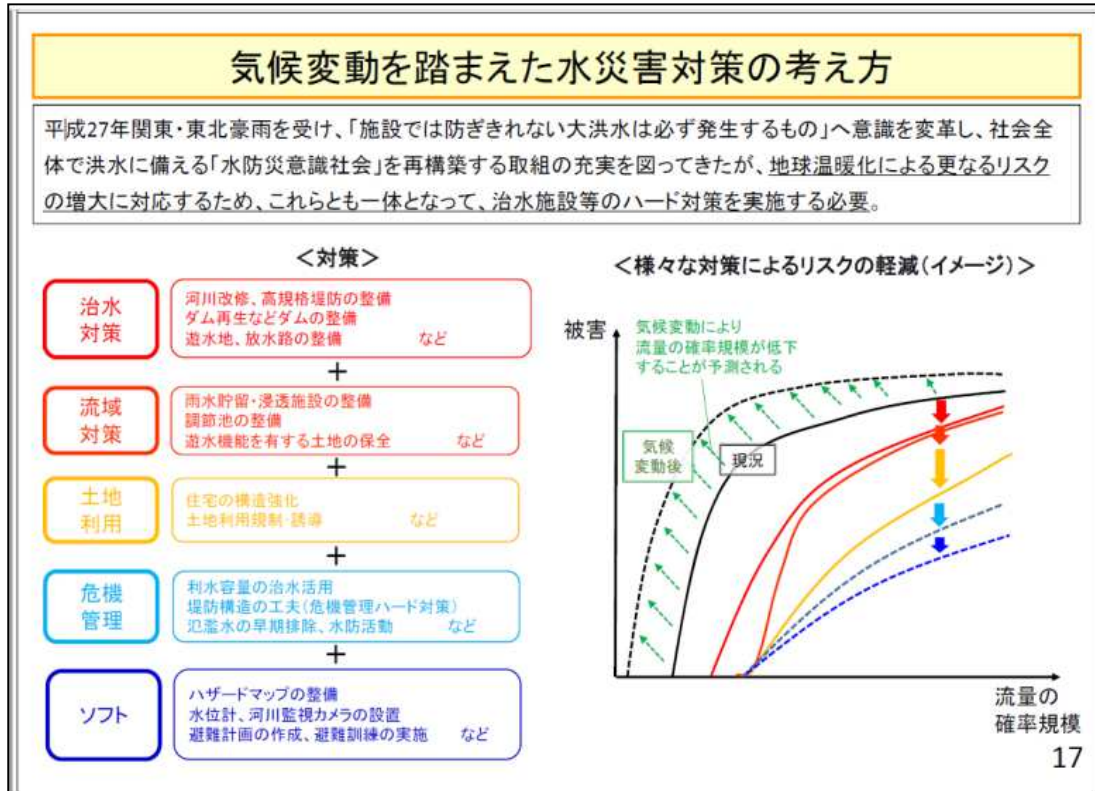 気候変動を踏まえた水災害対策の考え方
平成27年関東・東北豪雨を受け、「施設では防ぎきれない大洪水は必ず発生するもの」へ意識を変革し、社会全
体で洪水に備える「水防災意識社会」を再構築する取組の充実を図ってきたが、地球温暖化による更なるリスク
の増大に対応するため、これらとも一体となって、治水施設等のハード対策を実施する必要。
＜対策＞
治水
対策
河川改修、高規格堤防の整備
ダム再生などダムの整備
遊水地、放水路の整備 など
+
流域
対策
雨水貯留・浸透施設の整備
調節池の整備
遊水機能を有する土地の保全 など
+
土地
利用
住宅の構造強化
土地利用規制・誘導 など
+
危機
管理
利水容量の治水活用
堤防構造の工夫(危機管理ハード対策)
氾濫水の早期排除、水防活動 など
+
ソフト
ハザードマップの整備
水位計、河川監視カメラの設置
避難計画の作成、避難訓練の実施 など
＜様々な対策によるリスクの軽減(イメージ)＞
被害
気候変動により
流量の確率規模が低下
することが予測される
気候
変動後
現況
流量の
確率規模
17